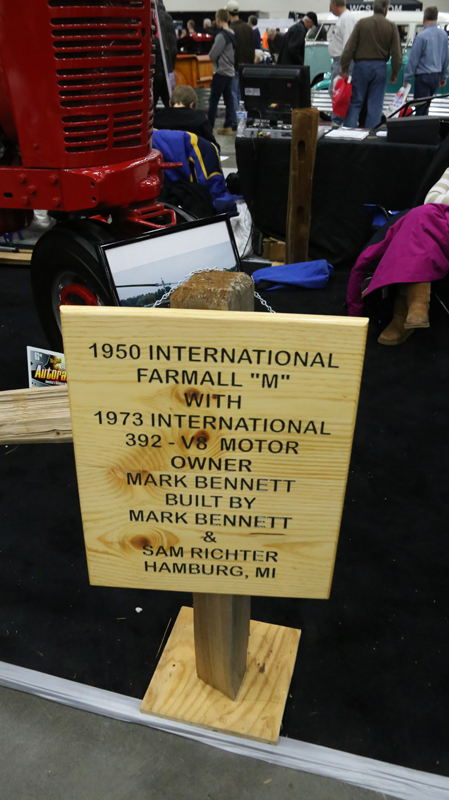 WCS
1950 INTERNATIONAL
FARMALL "M"
WITH
1973 INTERNATIONAL
392 - V8 MOTOR
OWNER
MARK BENNETT
BUILT BY
MARK BENNETT
&
SAM RICHTER
HAMBURG, MI